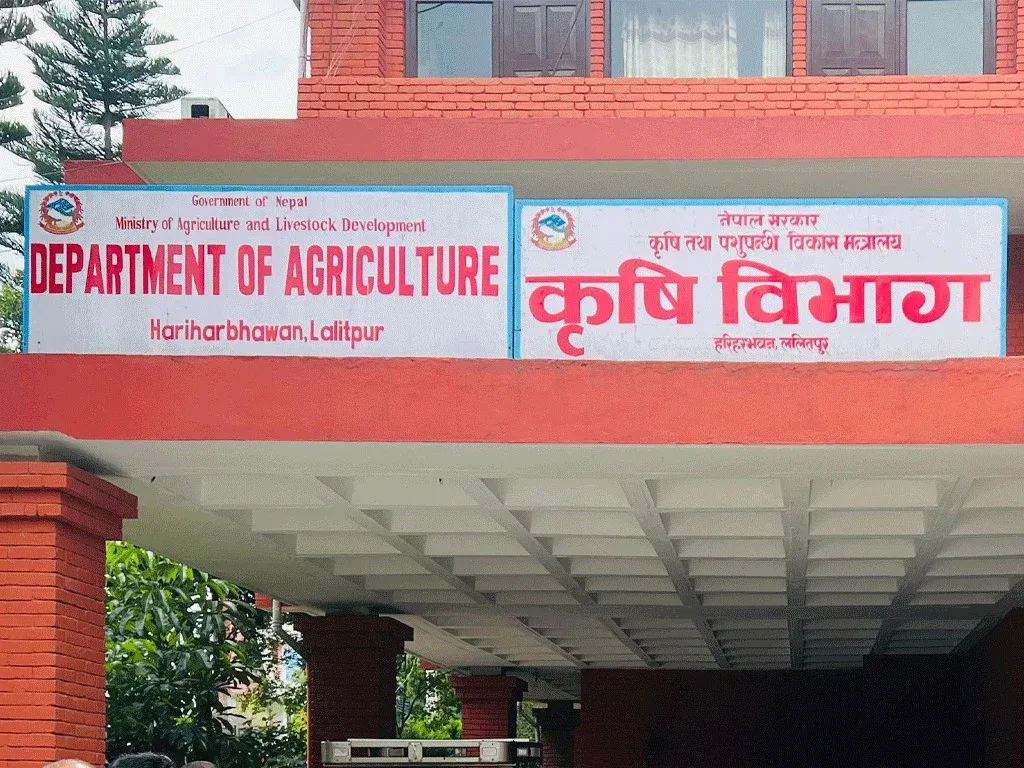 Government of Nepal
Ministry of Agriculture and Livestock Development
DEPARTMENT OF AGRICULTURE
Hariharbhawan, Lalitpur
नेपाल सरकार
कृषि तथा पशुपन्छी विकास मन्त्रालय
कृषि विभाग
हरिहरभवन, ललितपुर